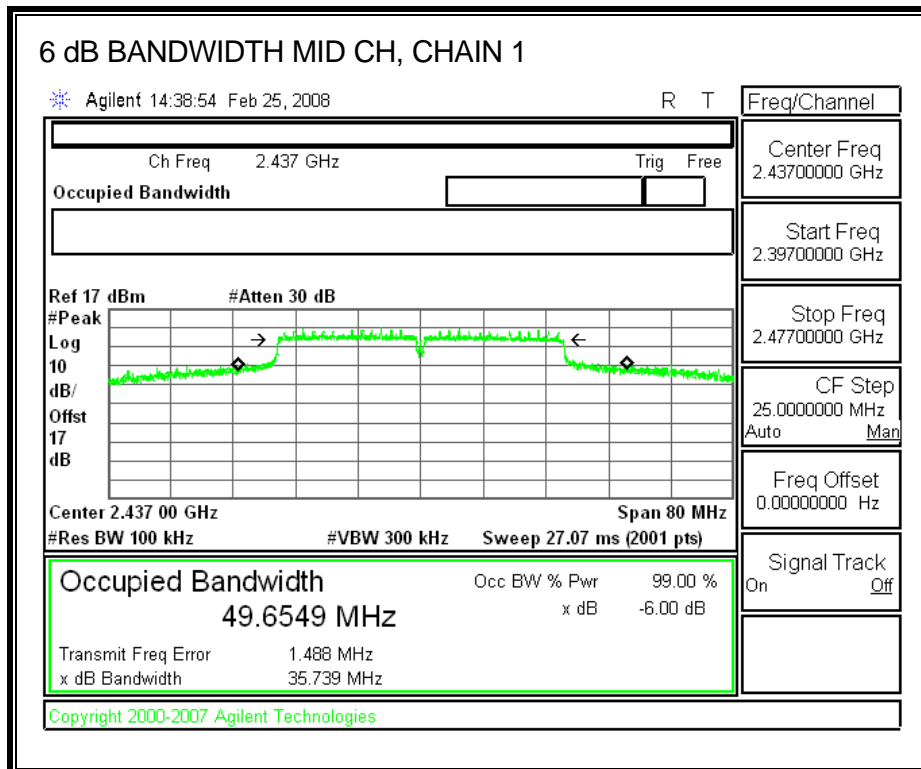 6 dB BANDWIDTH MID CH, CHAIN 1
Agilent 14:38:54 Feb 25, 2008 R T
Freq/Channel
Ch Freq 2.437 GHz Trig Free
Occupied Bandwidth
Center Freq
2.43700000 GHz
Start Freq
2.39700000 GHz
Stop Freq
2.47700000 GHz
CF Step
25.0000000 MHz
Auto Man
Freq Offset
0.00000000 Hz
Signal Track
On Off
Ref 17 dBm #Atten 30 dB
#Peak
Log
10
dB/
Offst
17
dB
Center 2.437 00 GHz Span 80 MHz
#Res BW 100 kHz #VBW 300 kHz Sweep 27.07 ms (2001 pts)
Occupied Bandwidth Occ BW % Pwr 99.00 %
49.6549 MHz x dB -6.00 dB
Transmit Freq Error 1.488 MHz
x dB Bandwidth 35.739 MHz
Copyright 2000-2007 Agilent Technologies